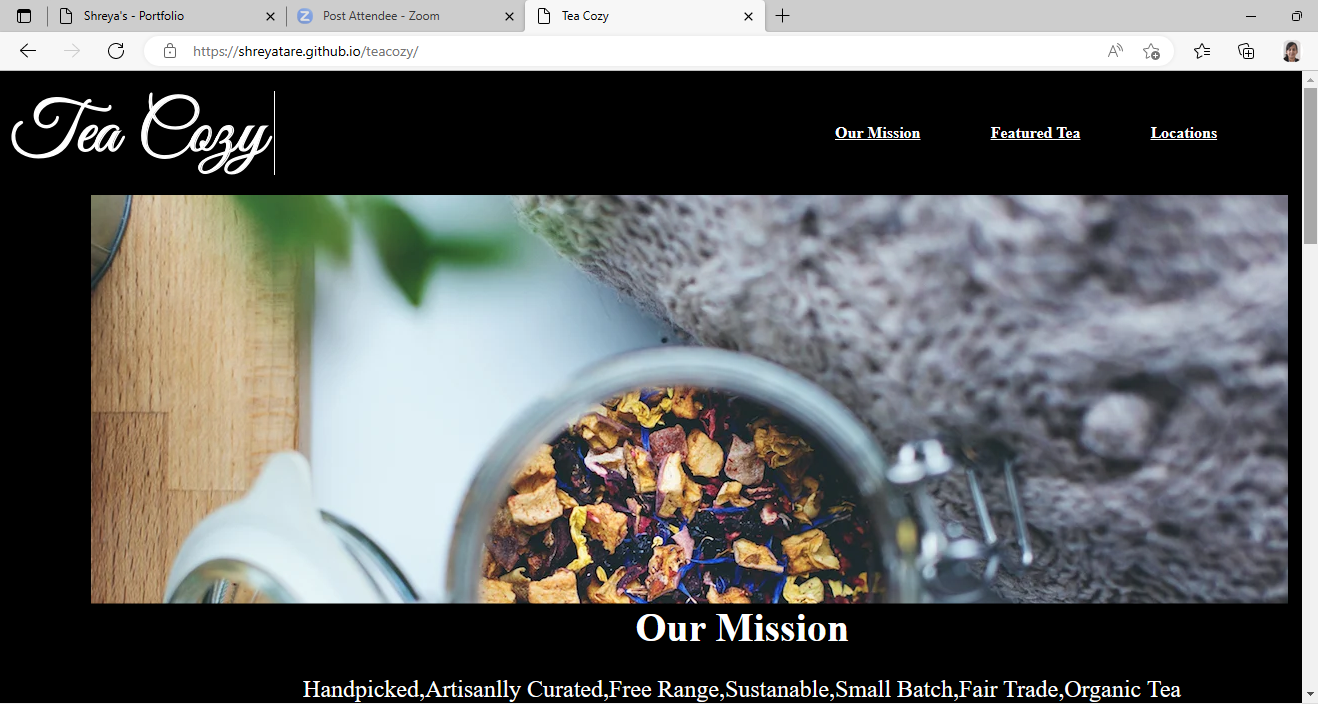 Shreya's - Portfolio
Post Attendee - Zoom
Tea Cozy
https://shreyatare.github.io/teacozy/
Tea Cozy
Our Mission
Featured Tea
Locations
Our Mission
Handpicked,Artisanlly Curated,Free Range,Sustanable,Small Batch,Fair Trade,Organic Tea